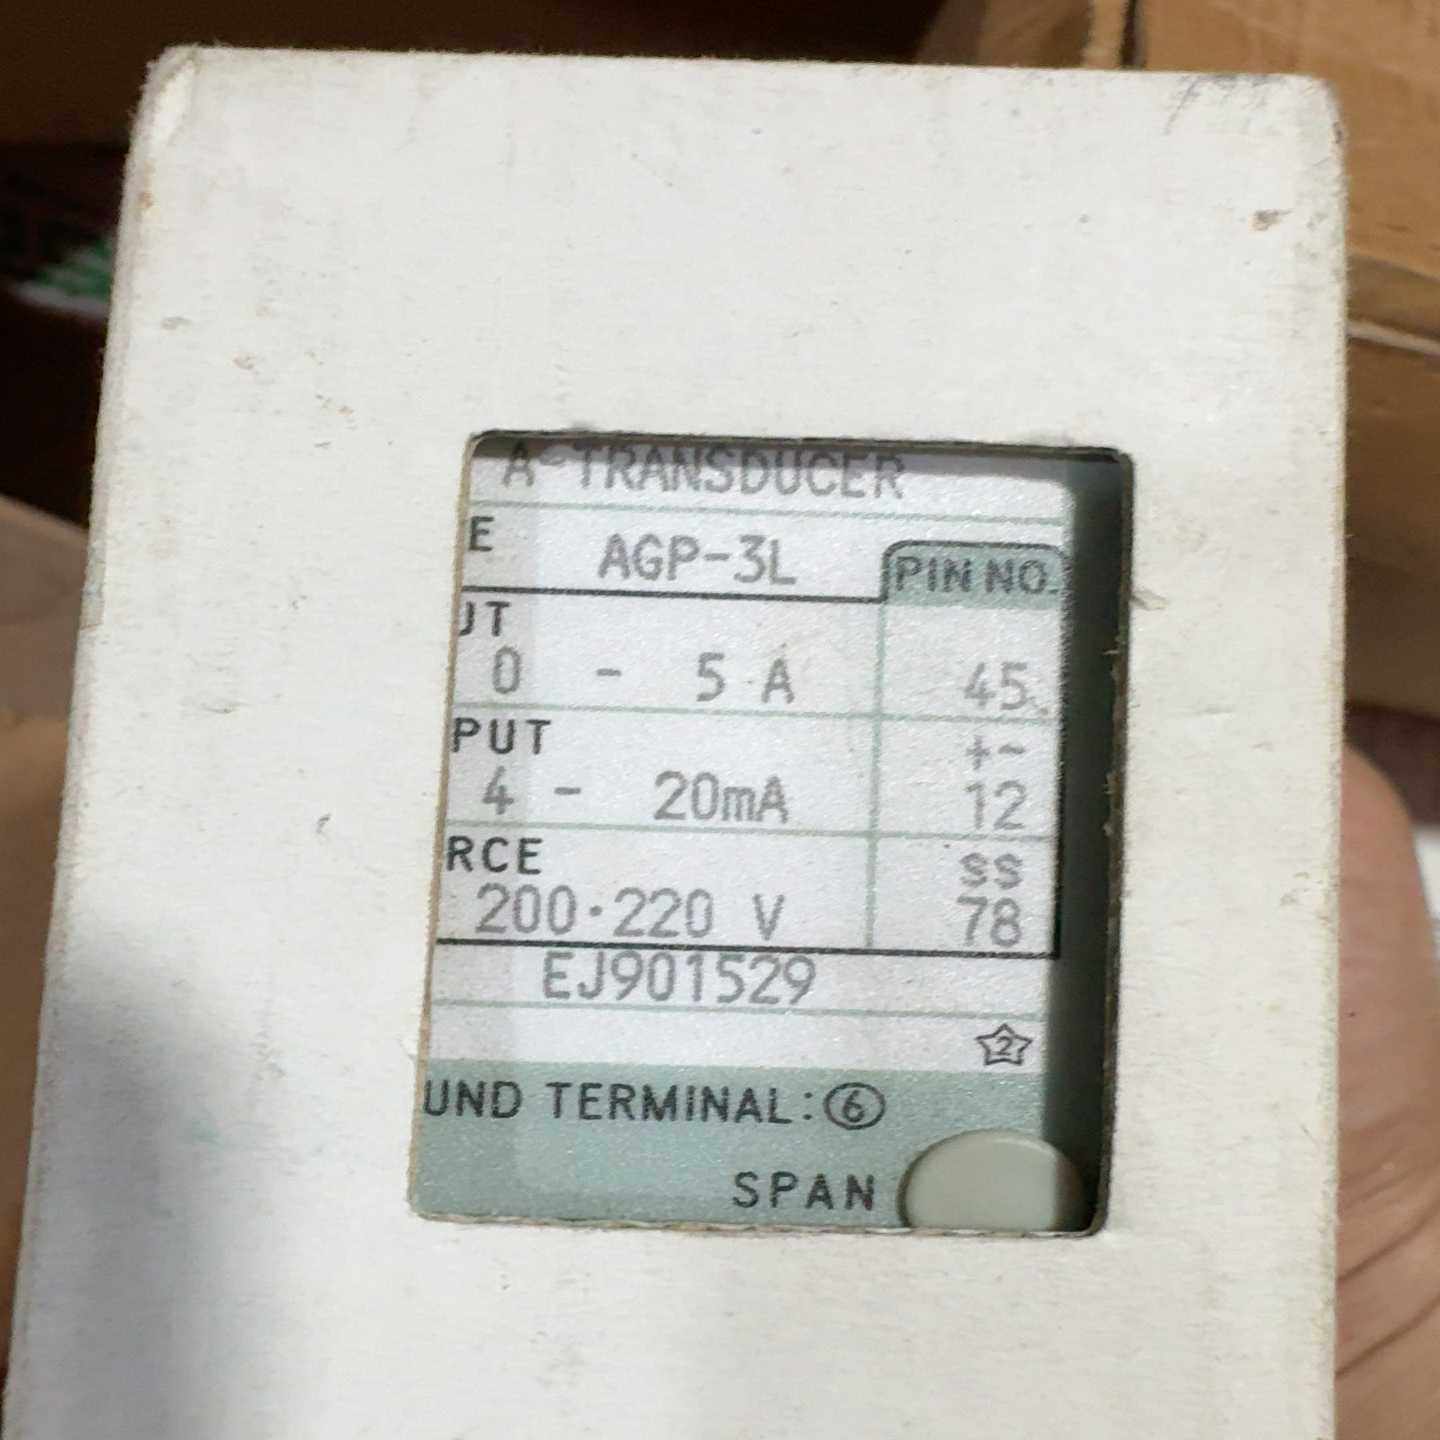 A-TRANSDUCER
E AGP-3L PIN NO.
UT
0 - 5 A 45
PUT +-
4 - 20mA 12
RCE SS
200·220 V 78
EJ901529
2
UND TERMINAL:⑥
SPAN